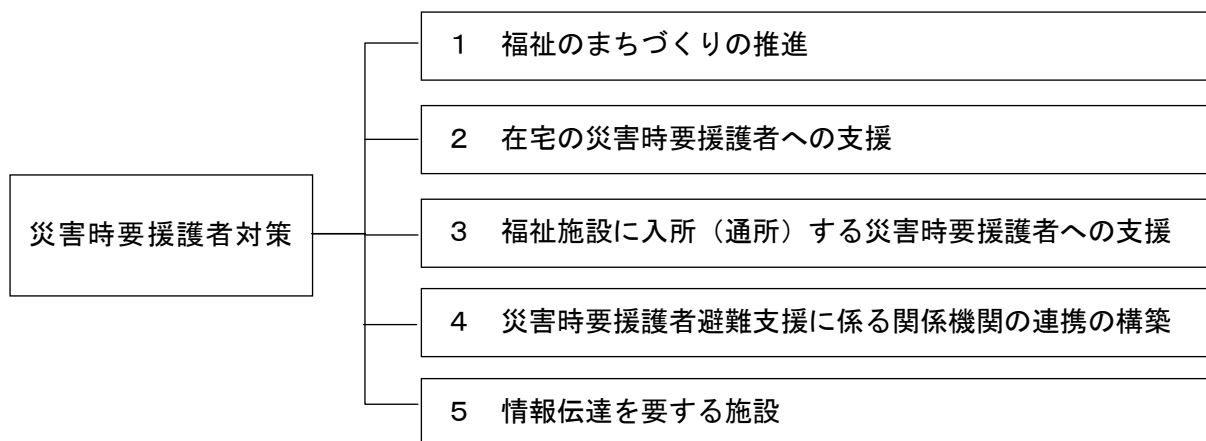 災害時要援護者対策
１　福祉のまちづくりの推進
２　在宅の災害時要援護者への支援
３　福祉施設に入所（通所）する災害時要援護者への支援
４　災害時要援護者避難支援に係る関係機関の連携の構築
５　情報伝達を要する施設